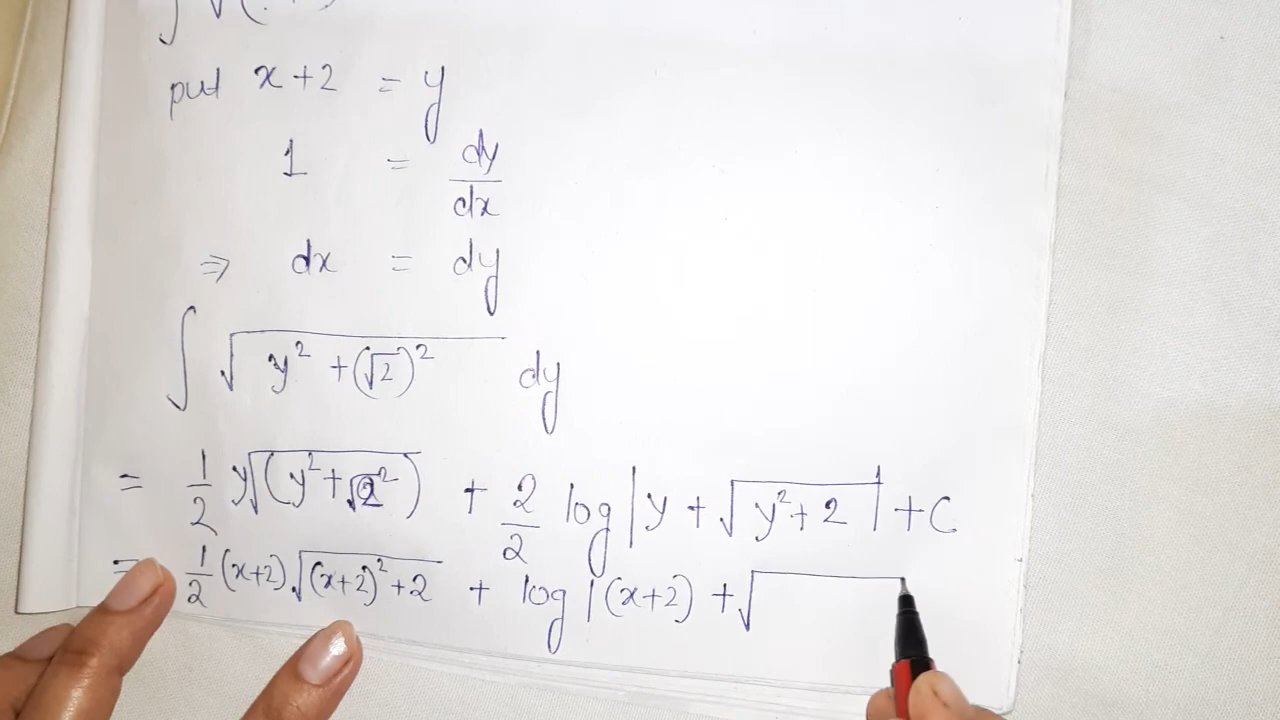 put x+2 = y
1 = dy/dx
⇒ dx = dy
∫ √(y² + (√2)²) dy
= 1/2 y√(y² + √2²) + 2/2 log |y + √(y² + 2)| + C
= 1/2 (x+2).√((x+2)² + 2) + log |(x+2) + √